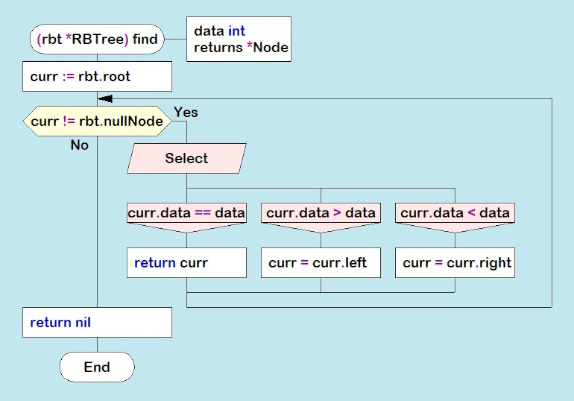 (rbt *RBTree) find
data int
returns *Node
curr := rbt.root
curr != rbt.nullNode
Yes
No
Select
curr.data == data
curr.data > data
curr.data < data
return curr
curr = curr.left
curr = curr.right
return nil
End